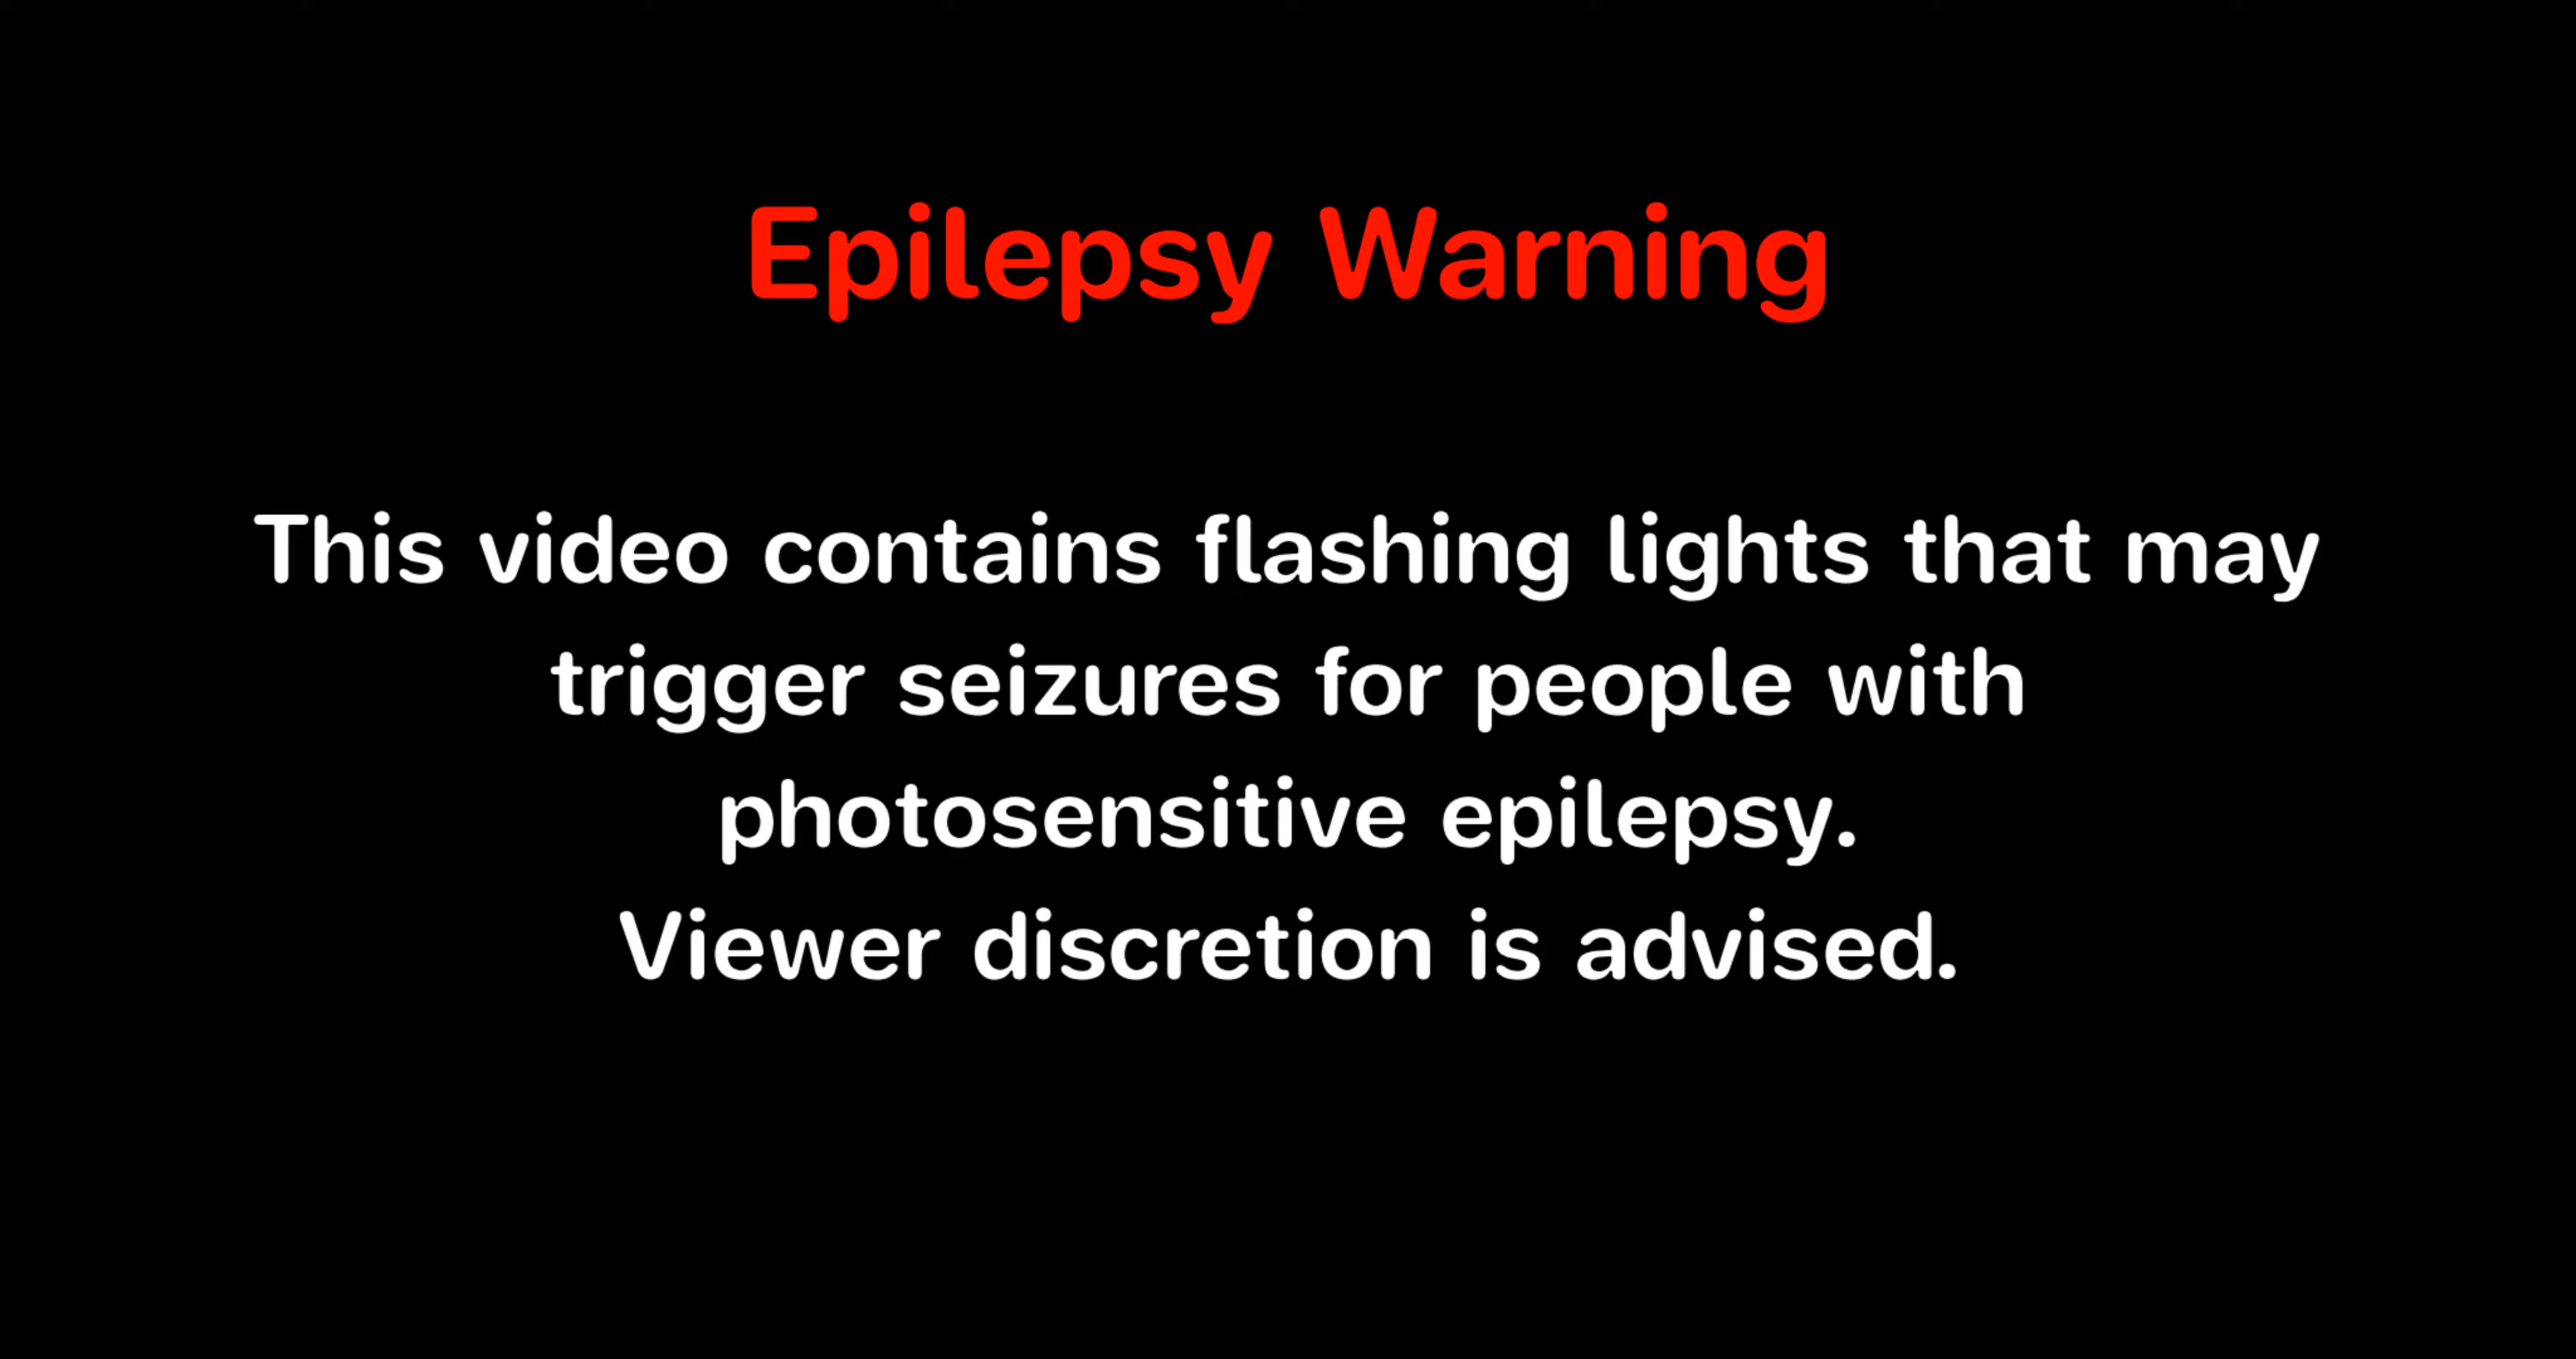 Epilepsy Warning
This video contains flashing lights that may
trigger seizures for people with
photosensitive epilepsy.
Viewer discretion is advised.